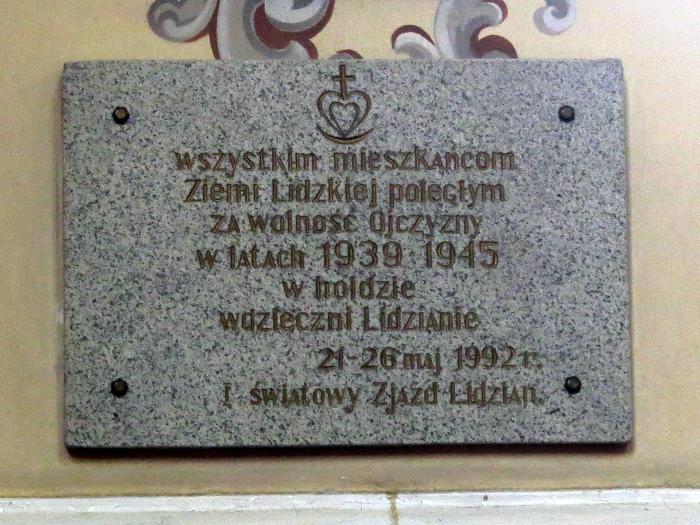 wszystkim mieszkańcom
Ziemi Lidzkiej poległym
za wolność Ojczyzny
w latach 1939 1945
w hołdzie
wdzięczni Lidzianie
21-26 maj 1992 r.
I światowy Zjazd Lidzian.